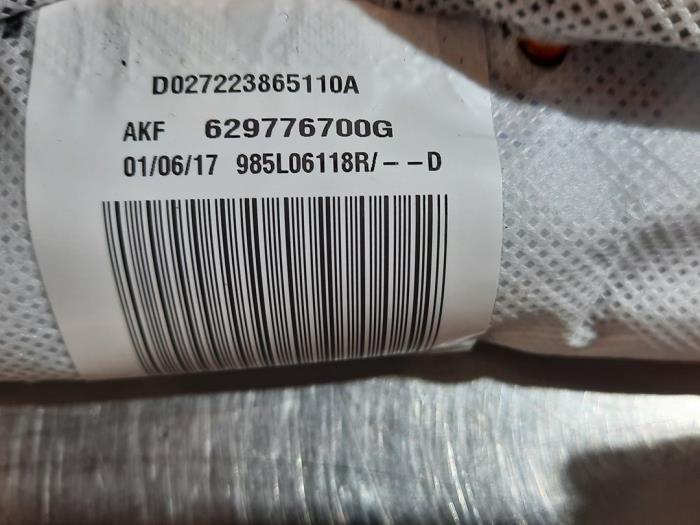 D027223865110A
AKF 629776700G
01/06/17 985L06118R/--D